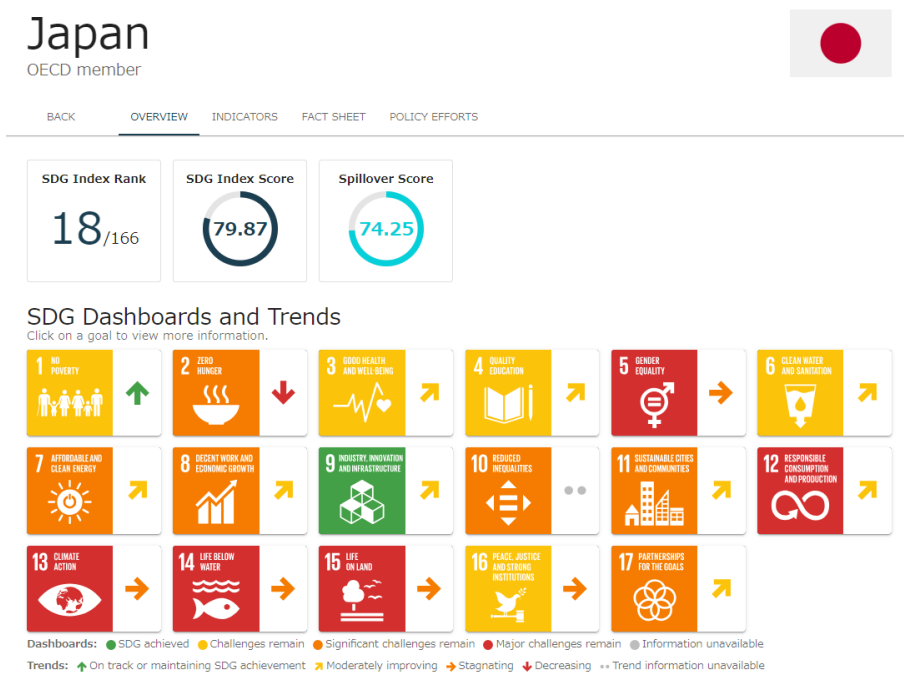 Japan
OECD member
BACK OVERVIEW INDICATORS FACT SHEET POLICY EFFORTS
SDG Index Rank
18/166
SDG Index Score
79.87
Spillover Score
74.25
SDG Dashboards and Trends
Click on a goal to view more information.
1 NO
POVERTY
2 ZERO
HUNGER
3 GOOD HEALTH
AND WELL-BEING
4 QUALITY
EDUCATION
5 GENDER
EQUALITY
6 CLEAN WATER
AND SANITATION
7 AFFORDABLE AND
CLEAN ENERGY
8 DECENT WORK AND
ECONOMIC GROWTH
9 INDUSTRY, INNOVATION
AND INFRASTRUCTURE
10 REDUCED
INEQUALITIES
11 SUSTAINABLE CITIES
AND COMMUNITIES
12 RESPONSIBLE
CONSUMPTION
AND PRODUCTION
13 CLIMATE
ACTION
14 LIFE BELOW
WATER
15 LIFE
ON LAND
16 PEACE, JUSTICE
AND STRONG
INSTITUTIONS
17 PARTNERSHIPS
FOR THE GOALS
Dashboards: SDG achieved Challenges remain Significant challenges remain Major challenges remain Information unavailable
Trends: On track or maintaining SDG achievement Moderately improving Stagnating Decreasing Trend information unavailable